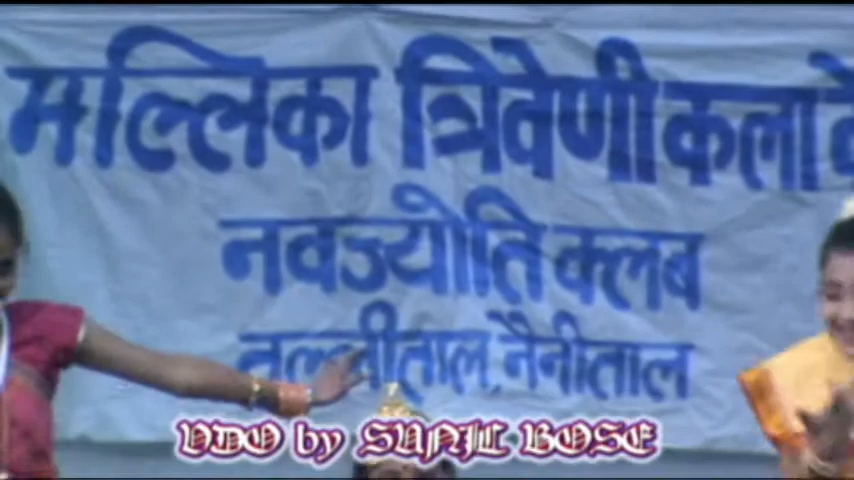 मल्लिका त्रिवेणी कला
नवज्योति क्लब
तल्लीताल, नैनीताल
VDO by SUNIL BOSE